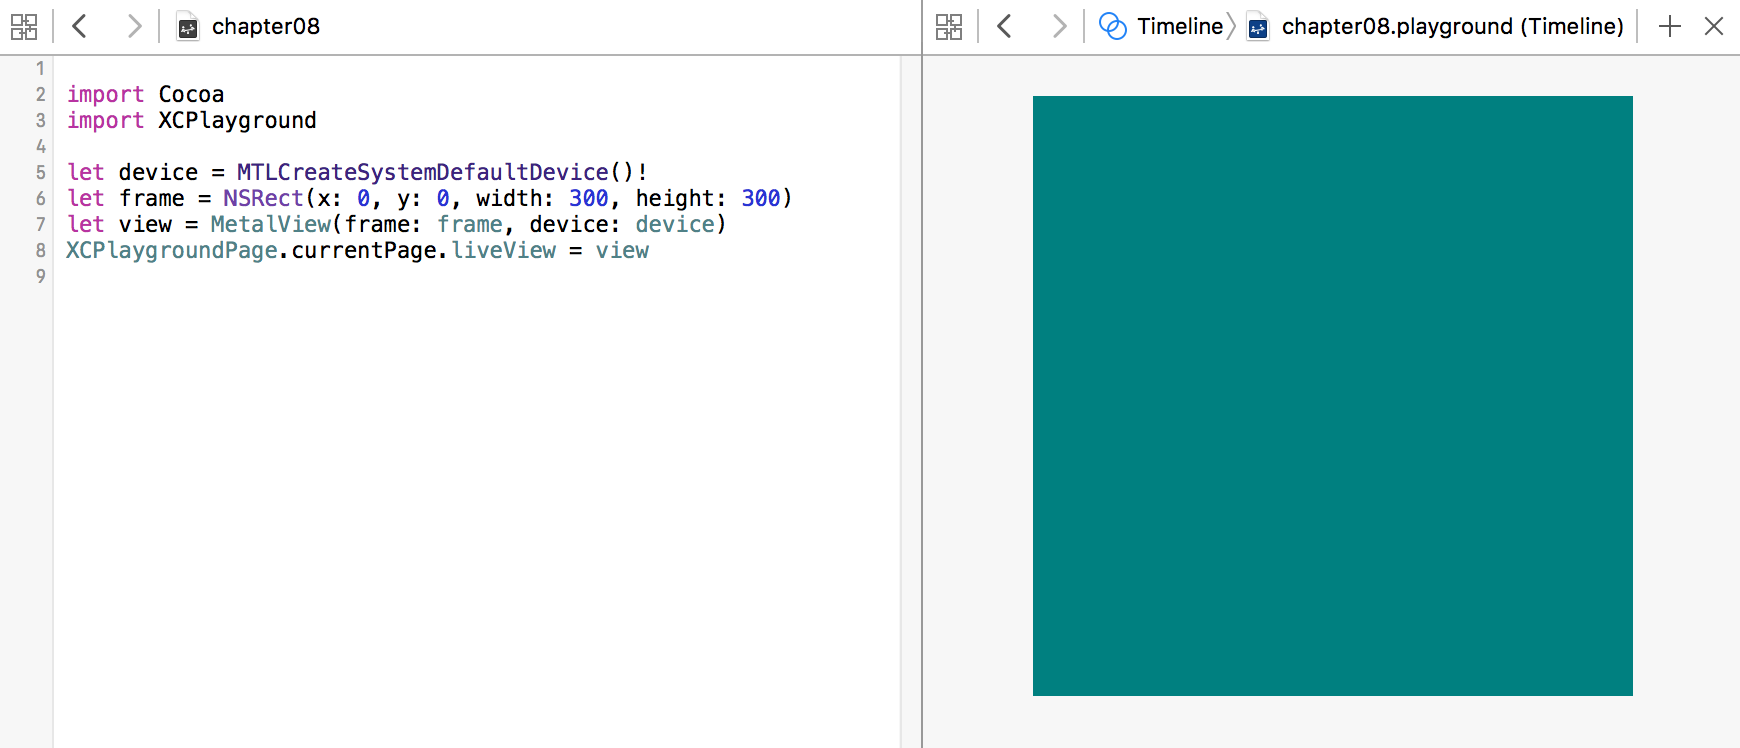 chapter08
Timeline chapter08.playground (Timeline)
1
2 import Cocoa
3 import XCPlayground
4
5 let device = MTLCreateSystemDefaultDevice()!
6 let frame = NSRect(x: 0, y: 0, width: 300, height: 300)
7 let view = MetalView(frame: frame, device: device)
8 XCPlaygroundPage.currentPage.liveView = view
9